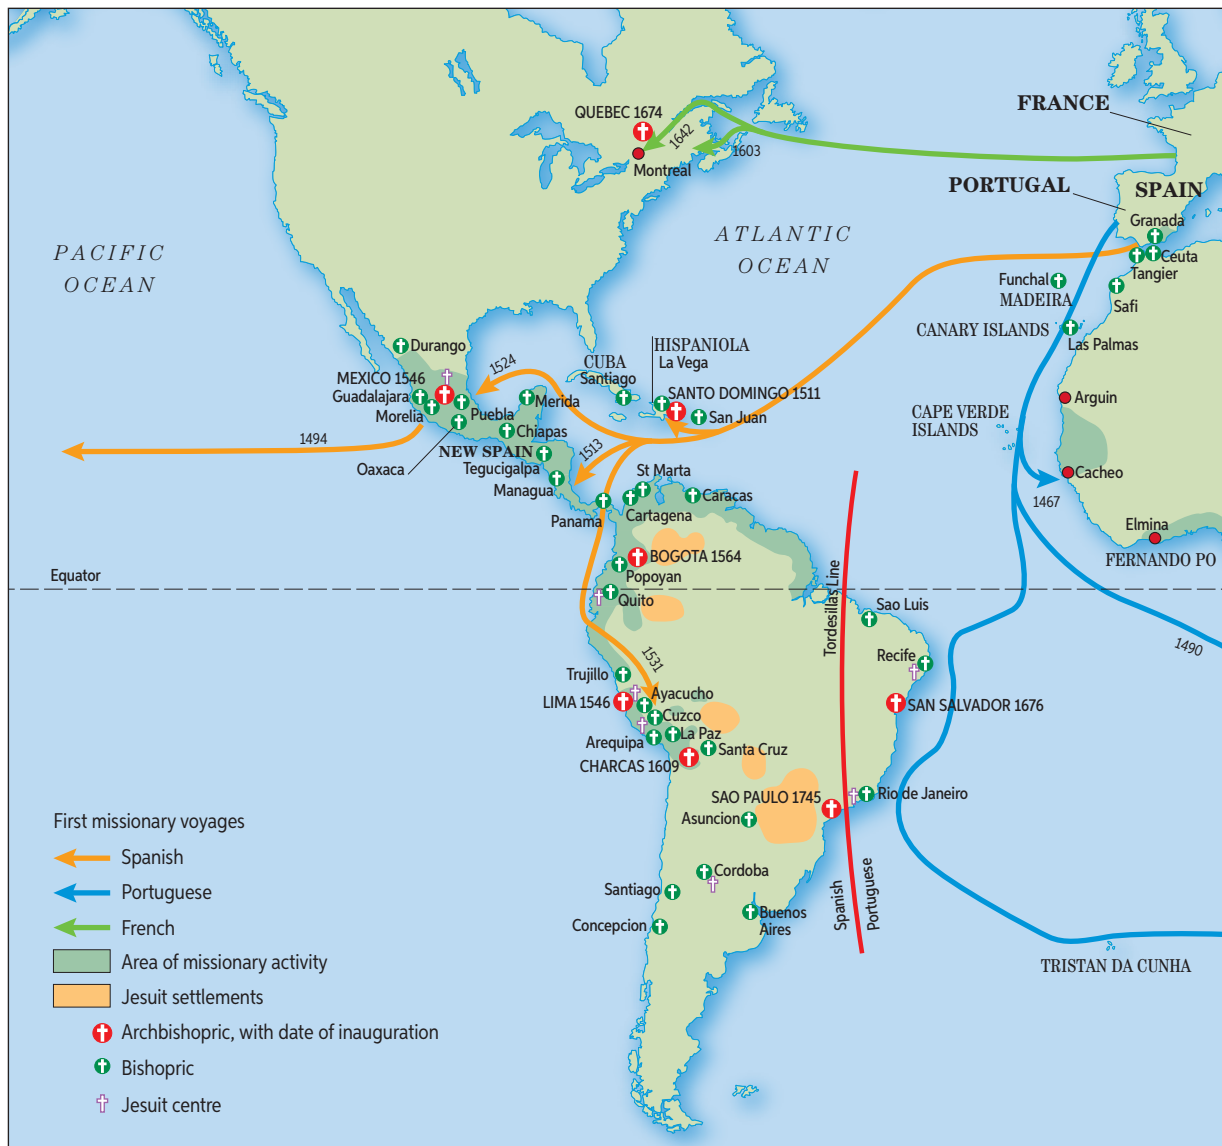 QUEBEC 1674
1642
1603
Montreal
FRANCE
PORTUGAL
SPAIN
Granada
Ceuta
Tangier
Safi
Funchal
MADEIRA
CANARY ISLANDS
Las Palmas
PACIFIC
OCEAN
ATLANTIC
OCEAN
Durango
MEXICO 1546
Guadalajara
Morelia
Puebla
Oaxaca
1524
Merida
Chiapas
NEW SPAIN
Tegucigalpa
Managua
Panama
1494
1513
CUBA
Santiago
HISPANIOLA
La Vega
SANTO DOMINGO 1511
San Juan
Arguin
CAPE VERDE
ISLANDS
Cacheo
1467
Elmina
FERNANDO PO
St Marta
Cartagena
Caracas
BOGOTA 1564
Popoyan
Quito
Equator
Tordesillas Line
Sao Luis
Recife
1490
1531
Trujillo
LIMA 1546
Ayacucho
Cuzco
La Paz
Arequipa
Santa Cruz
CHARCAS 1609
SAN SALVADOR 1676
SAO PAULO 1745
Rio de Janeiro
Asuncion
Cordoba
Santiago
Concepcion
Buenos
Aires
Spanish
Portuguese
TRISTAN DA CUNHA
First missionary voyages
Spanish
Portuguese
French
Area of missionary activity
Jesuit settlements
Archbishopric, with date of inauguration
Bishopric
Jesuit centre